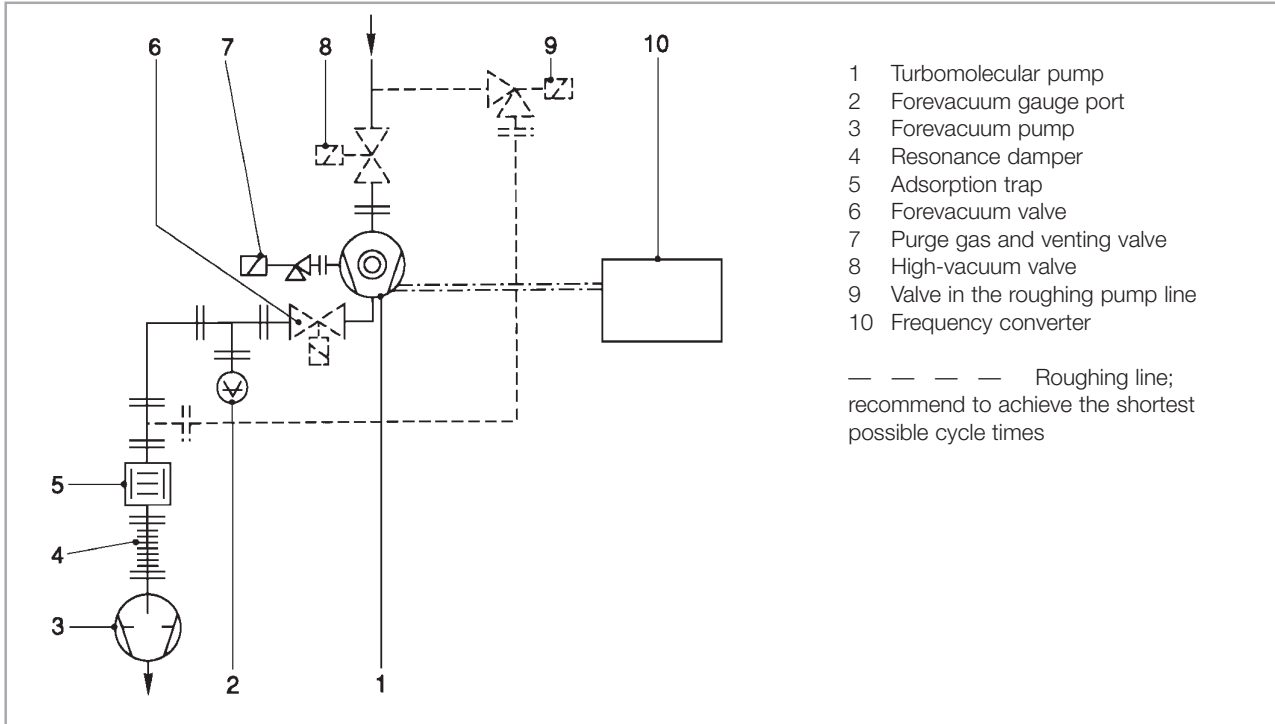 6
7
8
9
10
5
4
3
2
1
1 Turbomolecular pump
2 Forevacuum gauge port
3 Forevacuum pump
4 Resonance damper
5 Adsorption trap
6 Forevacuum valve
7 Purge gas and venting valve
8 High-vacuum valve
9 Valve in the roughing pump line
10 Frequency converter
— — — — Roughing line;
recommend to achieve the shortest
possible cycle times